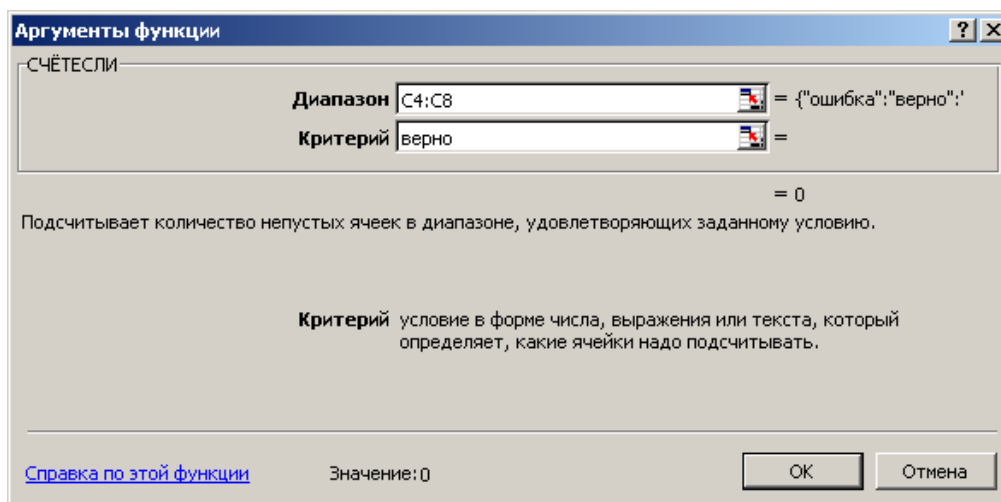 Аргументы функции
СЧЁТЕСЛИ
Диапазон C4:C8 = {"ошибка":"верно":'
Критерий верно =
= 0
Подсчитывает количество непустых ячеек в диапазоне, удовлетворяющих заданному условию.
Критерий условие в форме числа, выражения или текста, который
определяет, какие ячейки надо подсчитывать.
Справка по этой функции Значение:0 OK Отмена